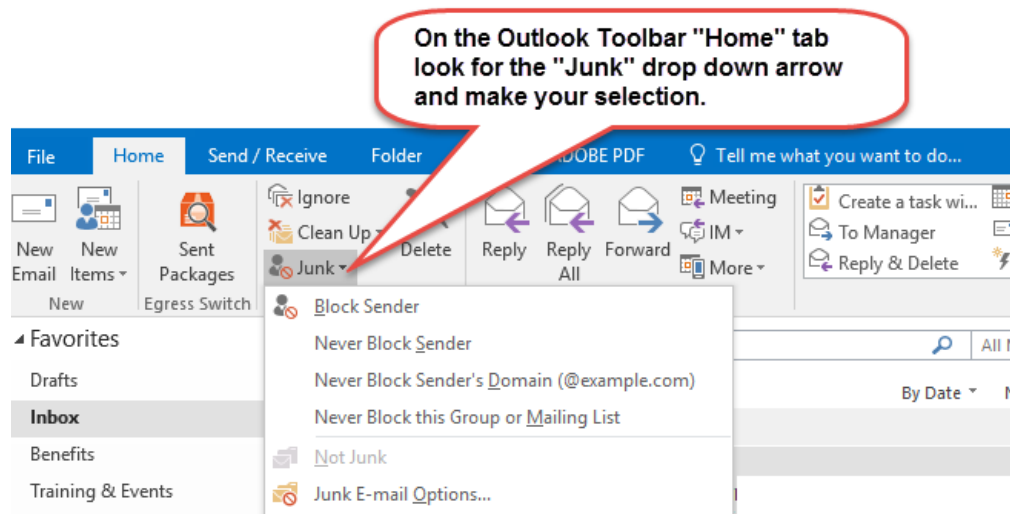 On the Outlook Toolbar "Home" tab
look for the "Junk" drop down arrow
and make your selection.
File Home Send / Receive Folder ADOBE PDF Tell me what you want to do...
New Email
New Items
New
Sent Packages
Egress Switch
Ignore
Clean Up
Junk
Delete
Reply
Reply All
Forward
Meeting
IM
More
Create a task wi...
To Manager
Reply & Delete
Block Sender
Never Block Sender
Never Block Sender's Domain (@example.com)
Never Block this Group or Mailing List
Not Junk
Junk E-mail Options...
Favorites
Drafts
Inbox
Benefits
Training & Events
All
By Date